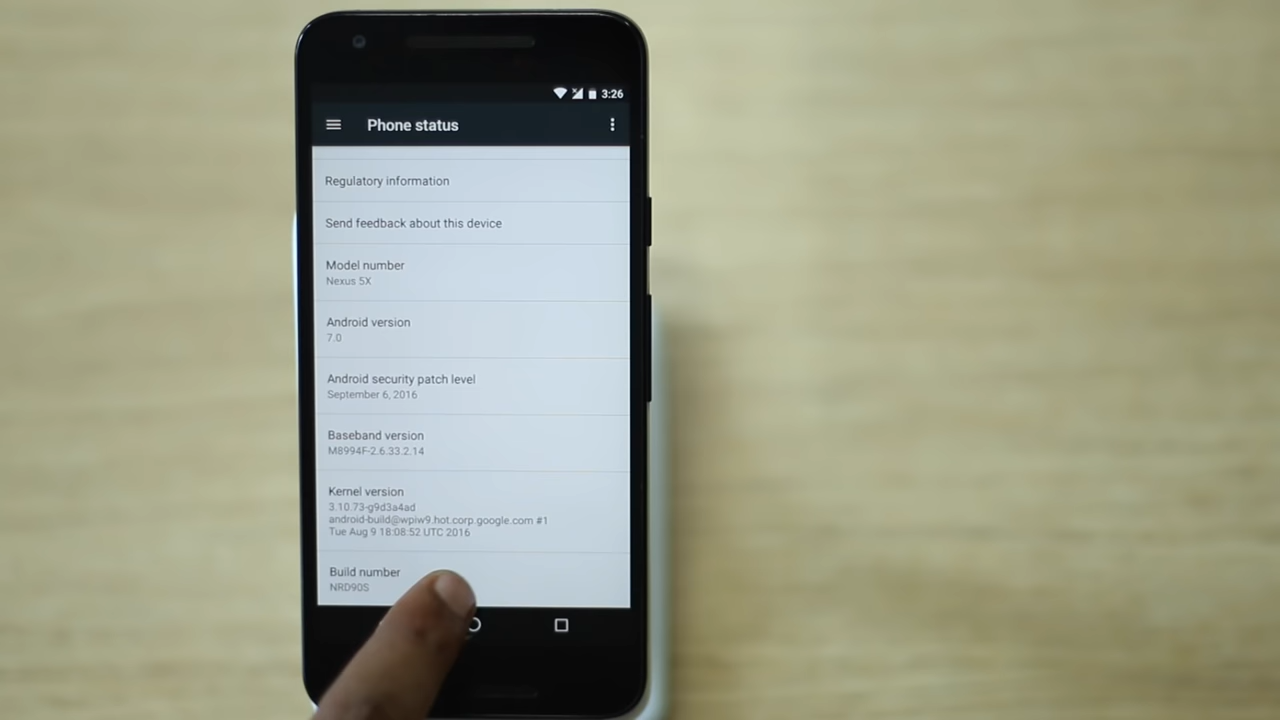 3:26
Phone status
Regulatory information
Send feedback about this device
Model number
Nexus 5X
Android version
7.0
Android security patch level
September 6, 2016
Baseband version
M8994F-2.6.33.2.14
Kernel version
3.10.73-g9d3a4ad
android-build@wpiw9.hot.corp.google.com #1
Tue Aug 9 18:08:52 UTC 2016
Build number
NRD90S